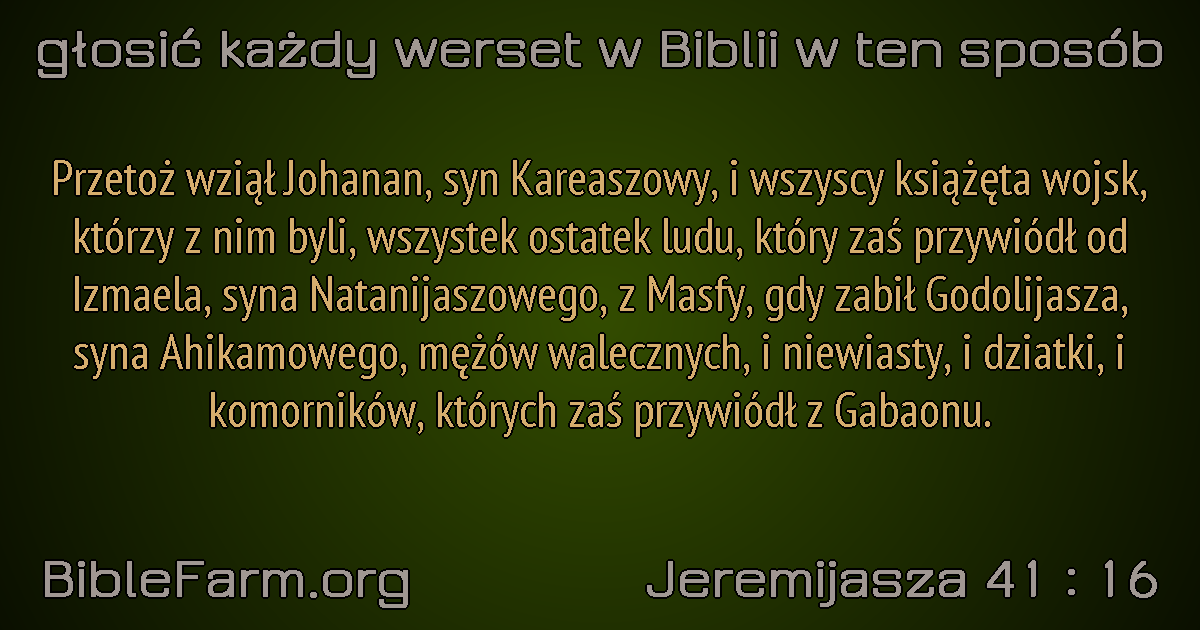 głosić każdy werset w Biblii w ten sposób
Przetoż wziął Johanan, syn Kareaszowy, i wszyscy książęta wojsk,
którzy z nim byli, wszystek ostatek ludu, który zaś przywiódł od
Izmaela, syna Natanijaszowego, z Masfy, gdy zabił Godolijasza,
syna Ahikamowego, mężów walecznych, i niewiasty, i dziatki, i
komorników, których zaś przywiódł z Gabaonu.
BibleFarm.org
Jeremijasza 41 : 16